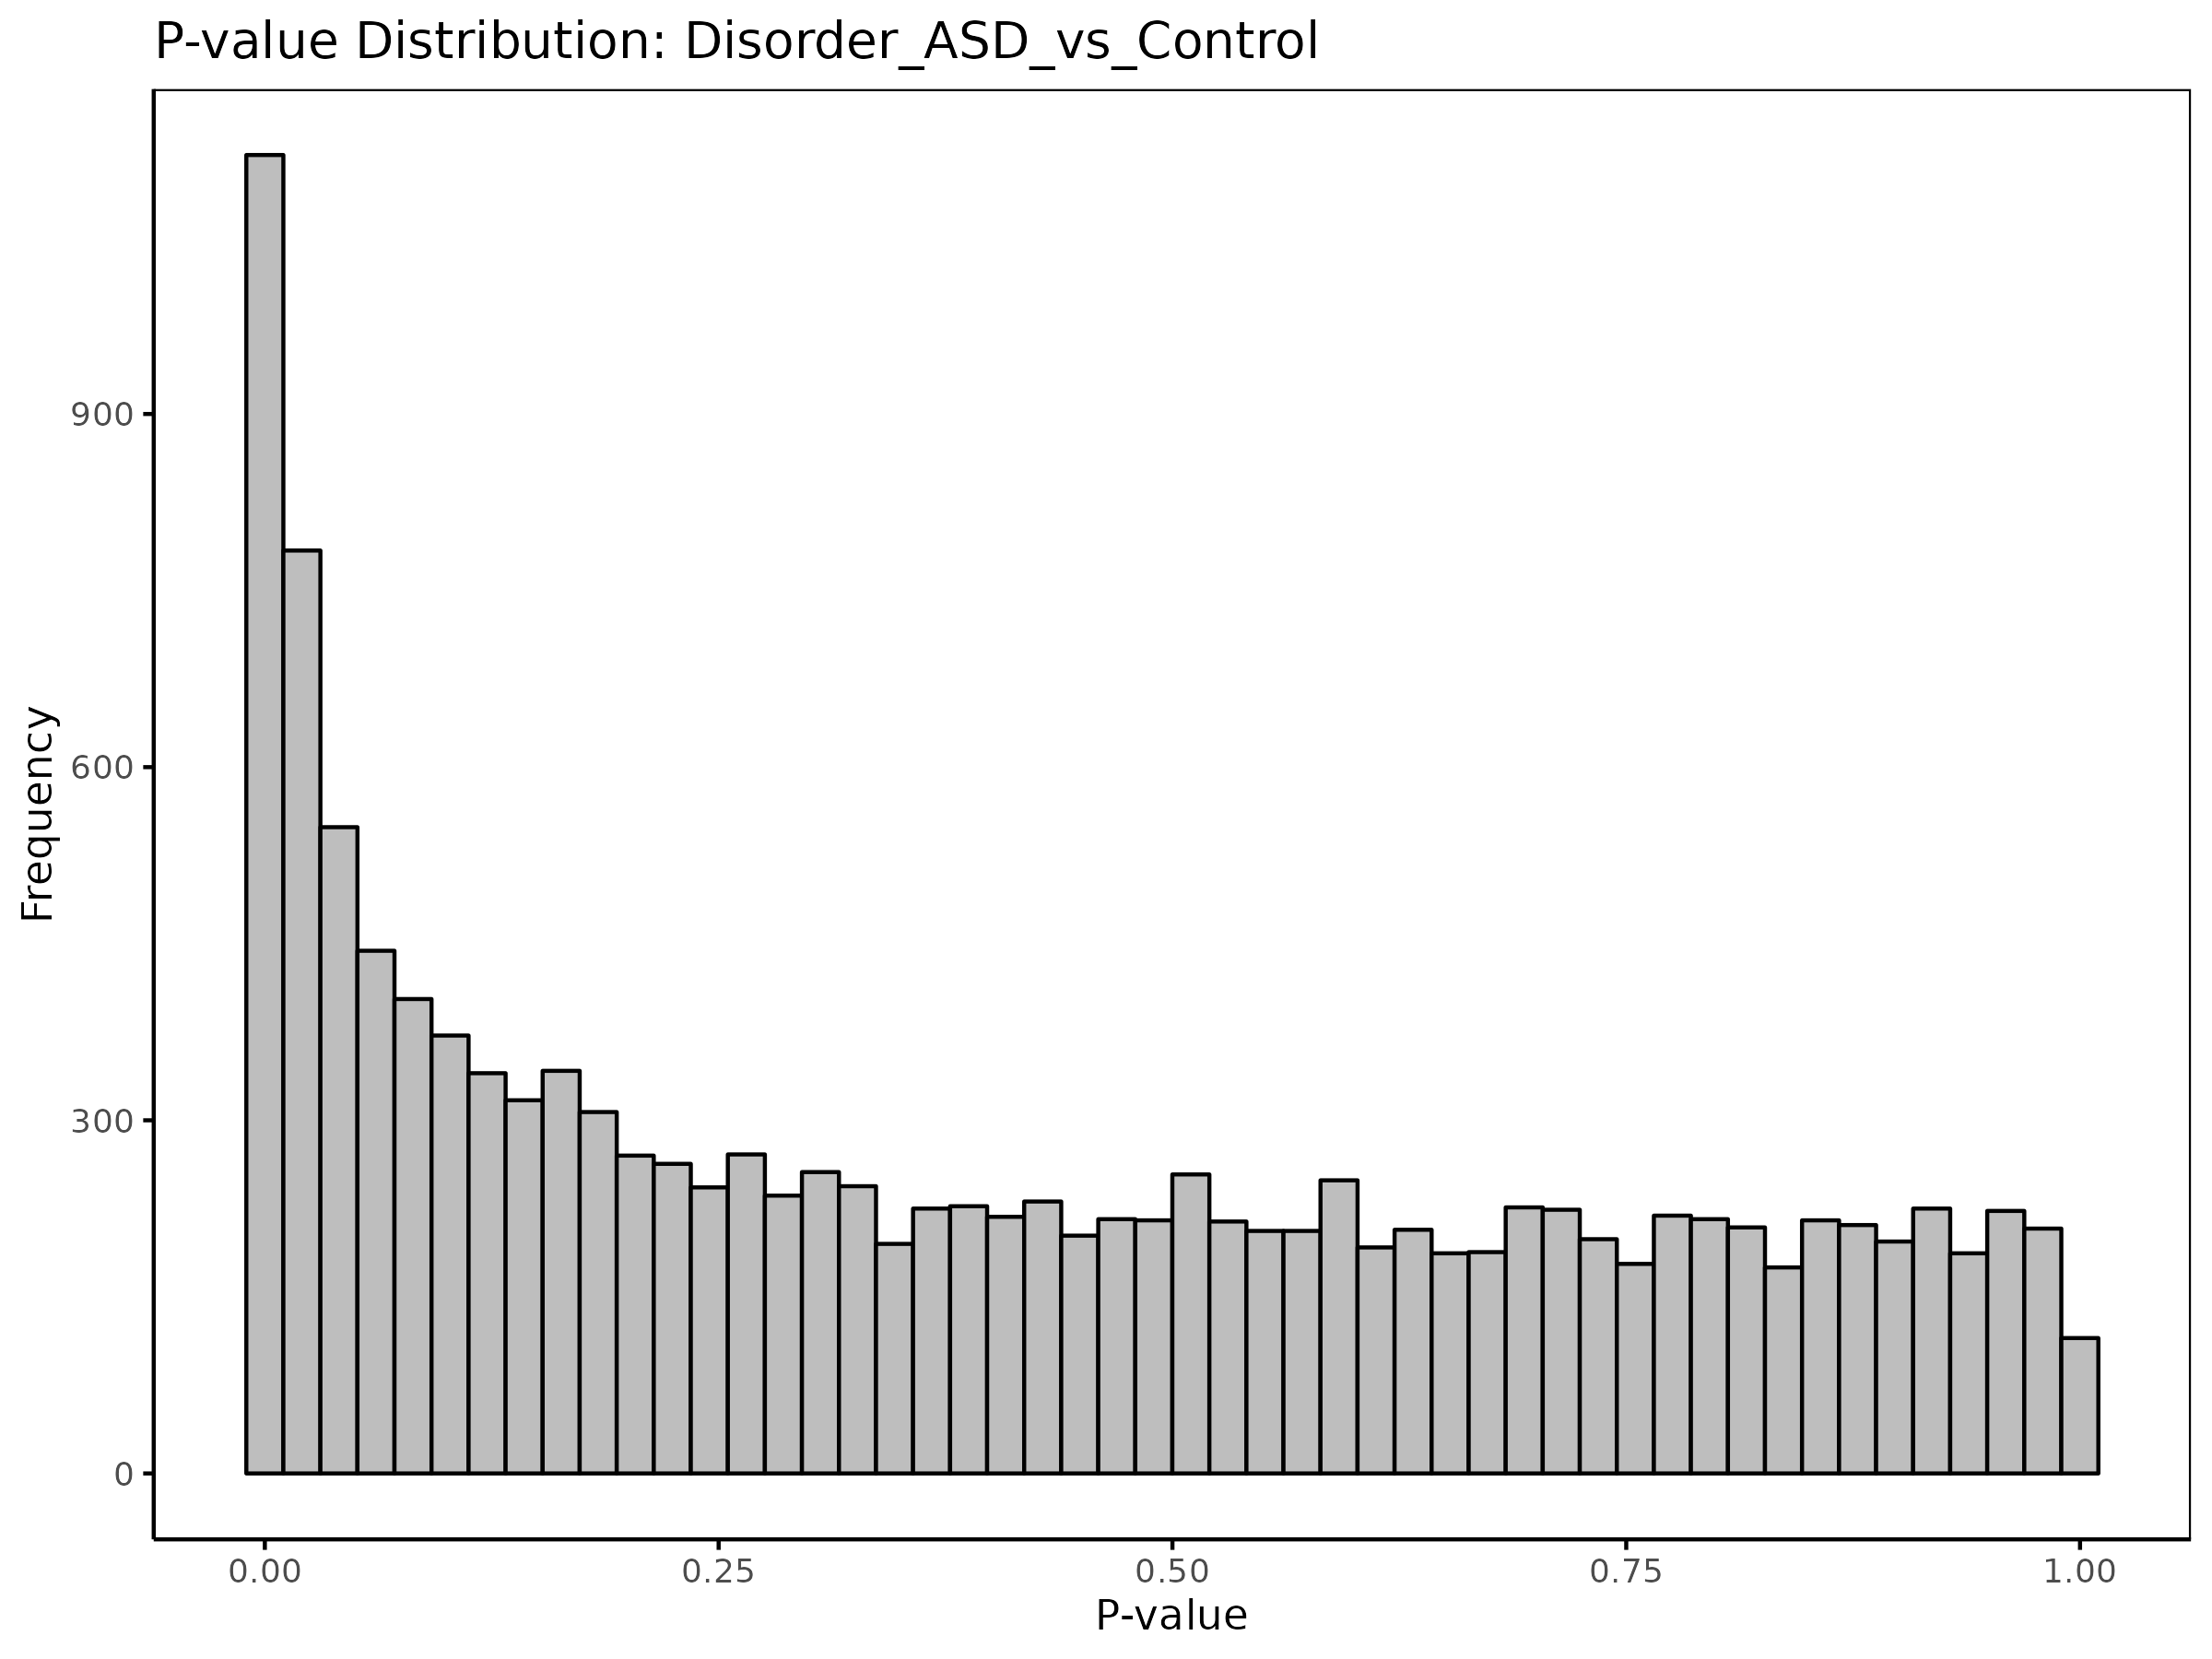 P-value Distribution: Disorder_ASD_vs_Control
Frequency
900
600
300
0
0.00 0.25 0.50 0.75 1.00
P-value